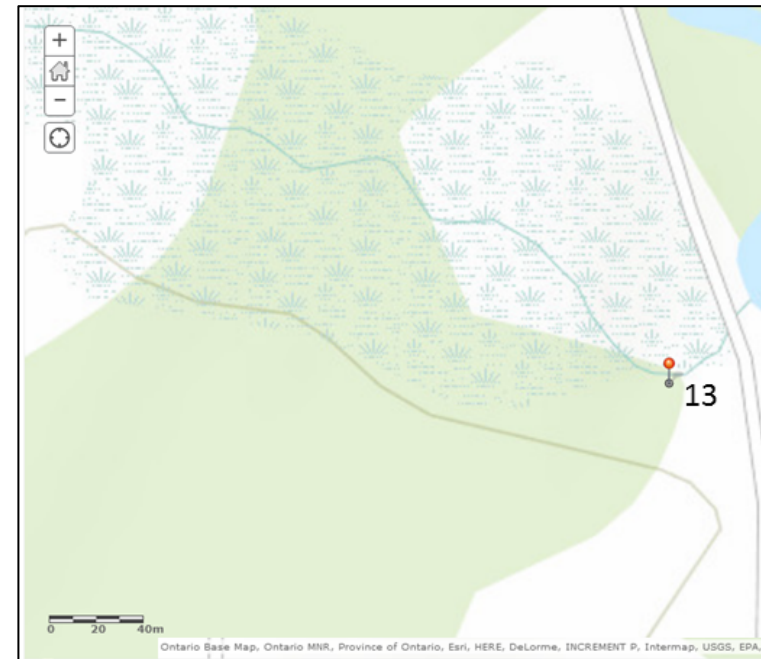 +
−
13
0 20 40m
Ontario Base Map, Ontario MNR, Province of Ontario, Esri, HERE, DeLorme, INCREMENT P, Intermap, USGS, EPA,